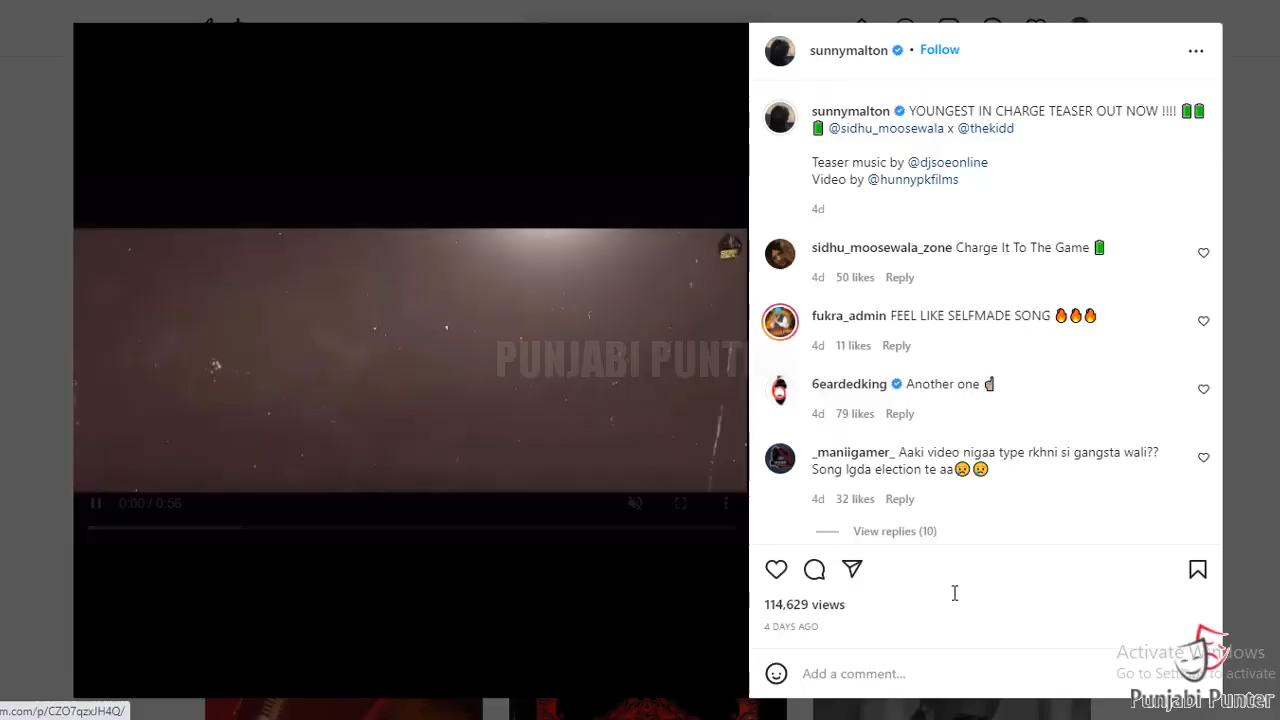 sunnymalton • Follow
sunnymalton YOUNGEST IN CHARGE TEASER OUT NOW !!!! 🔋🔋
🔋 @sidhu_moosewala x @thekidd
Teaser music by @djsoeonline
Video by @hunnypkfilms
4d
sidhu_moosewala_zone Charge It To The Game 🔋
4d 50 likes Reply
fukra_admin FEEL LIKE SELFMADE SONG 🔥🔥🔥
4d 11 likes Reply
PUNJABI PUNT
6eardedking Another one ☝🏽
4d 79 likes Reply
_maniigamer_ Aaki video nigaa type rkhni si gangsta wali??
Song lgda election te aa😢😢
4d 32 likes Reply
View replies (10)
0:00 / 0:56
114,629 views
4 DAYS AGO
Add a comment...
Activate Windows
Go to Settings to activate
Punjabi Punter
m.com/p/CZO7qzxJH4Q/